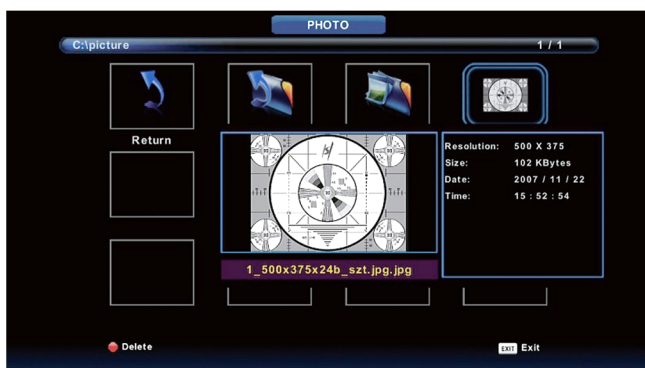 PHOTO
C:\picture
1 / 1
Return
Resolution: 500 X 375
Size: 102 KBytes
Date: 2007 / 11 / 22
Time: 15 : 52 : 54
1_500x375x24b_szt.jpg.jpg
Delete
EXIT Exit